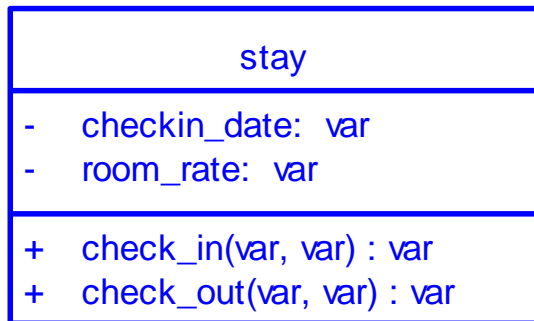 stay
- checkin_date: var
- room_rate: var
+ check_in(var, var) : var
+ check_out(var, var) : var